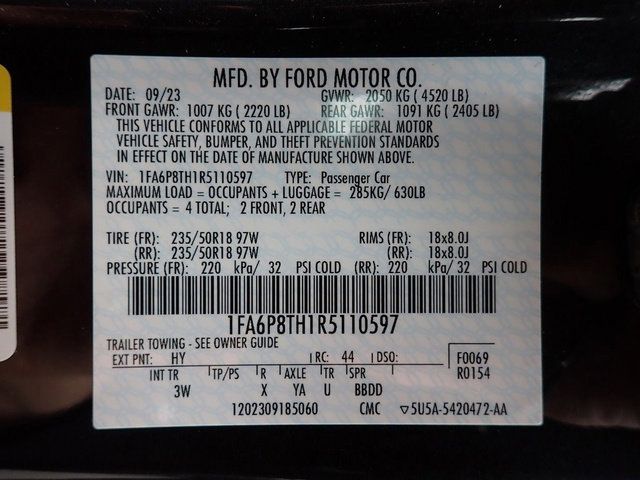 MFD. BY FORD MOTOR CO.
DATE: 09/23 GVWR: 2050 KG ( 4520 LB)
FRONT GAWR: 1007 KG ( 2220 LB) REAR GAWR: 1091 KG ( 2405 LB)
THIS VEHICLE CONFORMS TO ALL APPLICABLE FEDERAL MOTOR
VEHICLE SAFETY, BUMPER, AND THEFT PREVENTION STANDARDS
IN EFFECT ON THE DATE OF MANUFACTURE SHOWN ABOVE.
VIN: 1FA6P8TH1R5110597 TYPE: Passenger Car
MAXIMUM LOAD = OCCUPANTS + LUGGAGE = 285KG/ 630LB
OCCUPANTS = 4 TOTAL; 2 FRONT, 2 REAR
TIRE (FR): 235/50R18 97W RIMS (FR): 18x8.0J
(RR): 235/50R18 97W (RR): 18x8.0J
PRESSURE (FR): 220 kPa/ 32 PSI COLD (RR): 220 kPa/ 32 PSI COLD
1FA6P8TH1R5110597
TRAILER TOWING - SEE OWNER GUIDE
EXT PNT: HY RC: 44 DSO: F0069
INT TR TP/PS R AXLE TR SPR R0154
3W X YA U BBDD
1202309185060 CMC ▽5U5A-5420472-AA